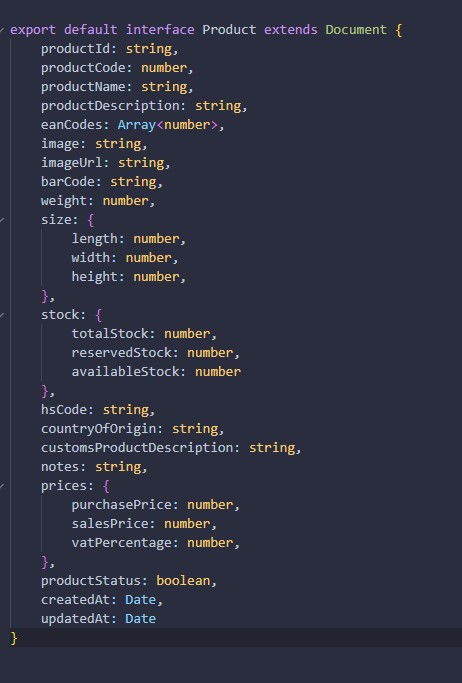 export default interface Product extends Document {
    productId: string,
    productCode: number,
    productName: string,
    productDescription: string,
    eanCodes: Array<number>,
    image: string,
    imageUrl: string,
    barCode: string,
    weight: number,
    size: {
        length: number,
        width: number,
        height: number,
    },
    stock: {
        totalStock: number,
        reservedStock: number,
        availableStock: number
    },
    hsCode: string,
    countryOfOrigin: string,
    customsProductDescription: string,
    notes: string,
    prices: {
        purchasePrice: number,
        salesPrice: number,
        vatPercentage: number,
    },
    productStatus: boolean,
    createdAt: Date,
    updatedAt: Date
}